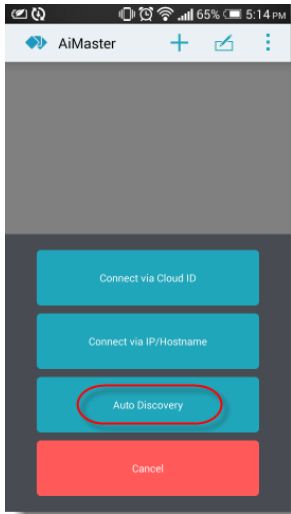 65% 5:14 PM
AiMaster
Connect via Cloud ID
Connect via IP/Hostname
Auto Discovery
Cancel